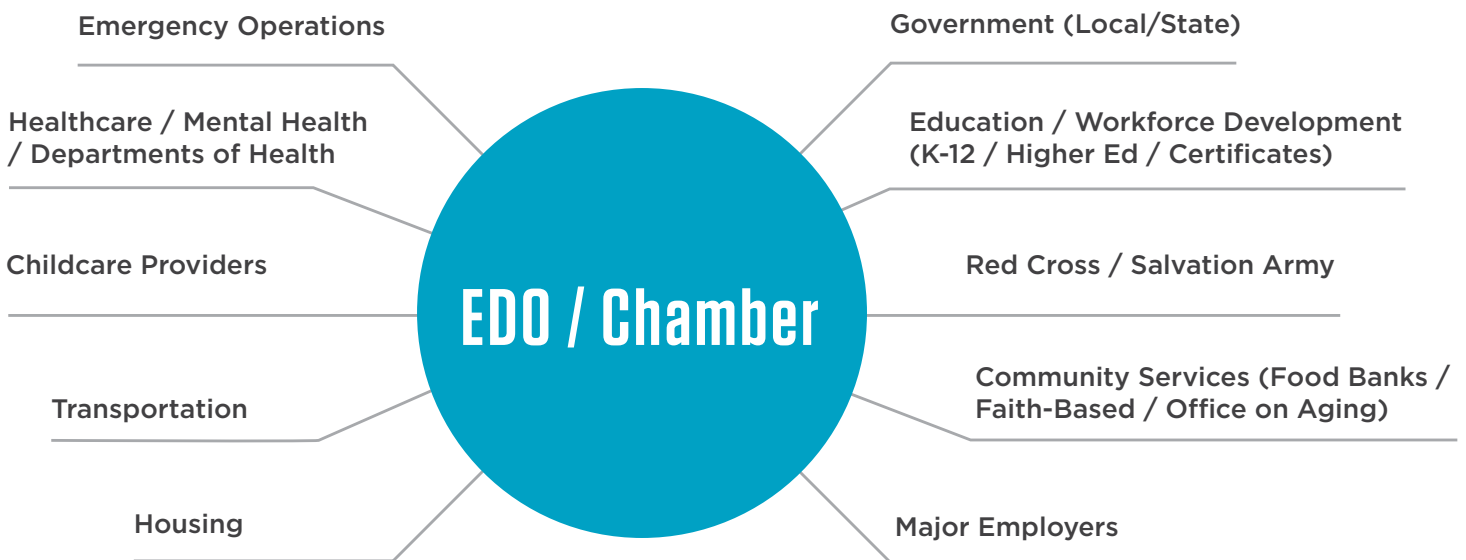 Emergency Operations
Healthcare / Mental Health
/ Departments of Health
Childcare Providers
Transportation
Housing
EDO / Chamber
Government (Local/State)
Education / Workforce Development
(K-12 / Higher Ed / Certificates)
Red Cross / Salvation Army
Community Services (Food Banks /
Faith-Based / Office on Aging)
Major Employers